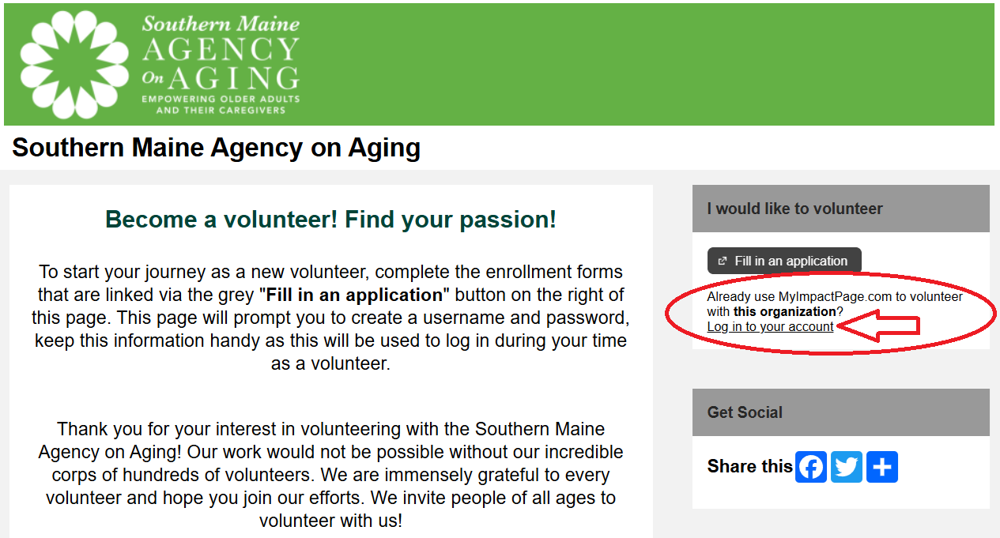 Southern Maine
AGENCY
On AGING
EMPOWERING OLDER ADULTS
AND THEIR CAREGIVERS
Southern Maine Agency on Aging
Become a volunteer! Find your passion!
To start your journey as a new volunteer, complete the enrollment forms
that are linked via the grey "Fill in an application" button on the right of
this page. This page will prompt you to create a username and password,
keep this information handy as this will be used to log in during your time
as a volunteer.
Thank you for your interest in volunteering with the Southern Maine
Agency on Aging! Our work would not be possible without our incredible
corps of hundreds of volunteers. We are immensely grateful to every
volunteer and hope you join our efforts. We invite people of all ages to
volunteer with us!
I would like to volunteer
Fill in an application
Already use MyImpactPage.com to volunteer
with this organization?
Log in to your account
Get Social
Share this